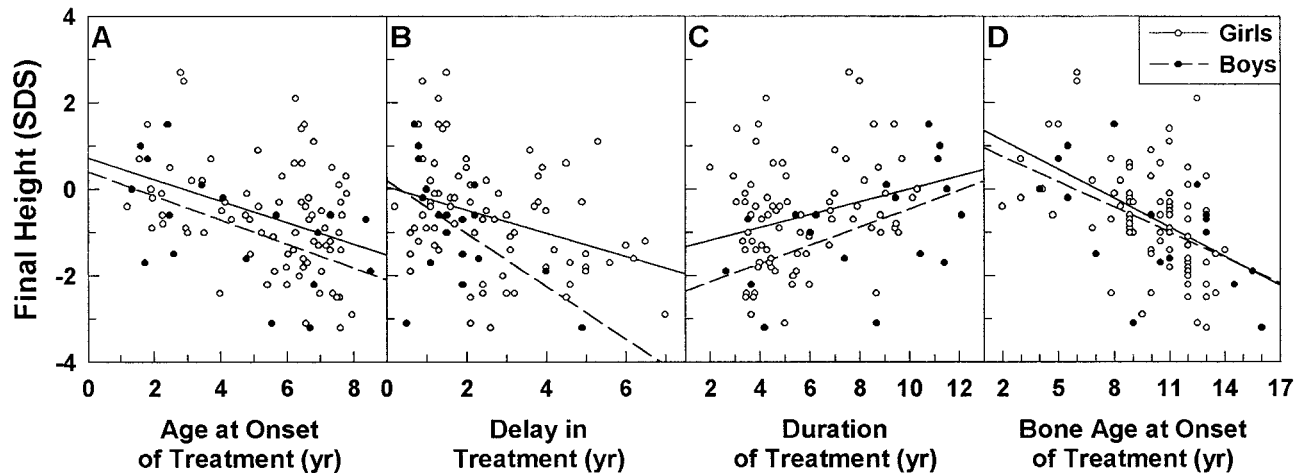 A
B
C
D
Girls
Boys
Final Height (SDS)
4
2
0
-2
-4
0 2 4 6 8
0 2 4 6
2 4 6 8 10 12
2 5 8 11 14 17
Age at Onset
of Treatment (yr)
Delay in
Treatment (yr)
Duration
of Treatment (yr)
Bone Age at Onset
of Treatment (yr)